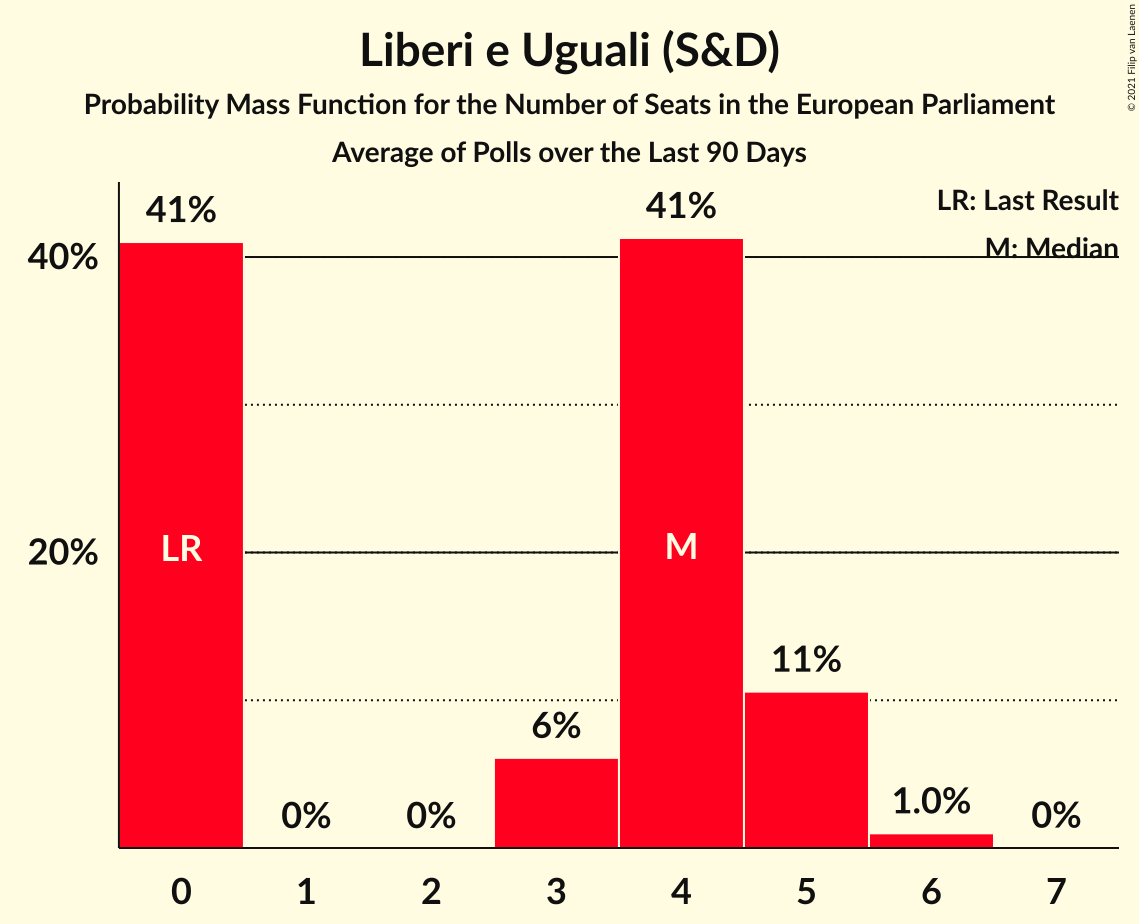 Liberi e Uguali (S&D)
Probability Mass Function for the Number of Seats in the European Parliament
Average of Polls over the Last 90 Days
© 2021 Filip van Laenen
LR: Last Result
M: Median
41%
41%
40%
LR
M
20%
11%
6%
1.0%
0%
0%
0%
0 1 2 3 4 5 6 7